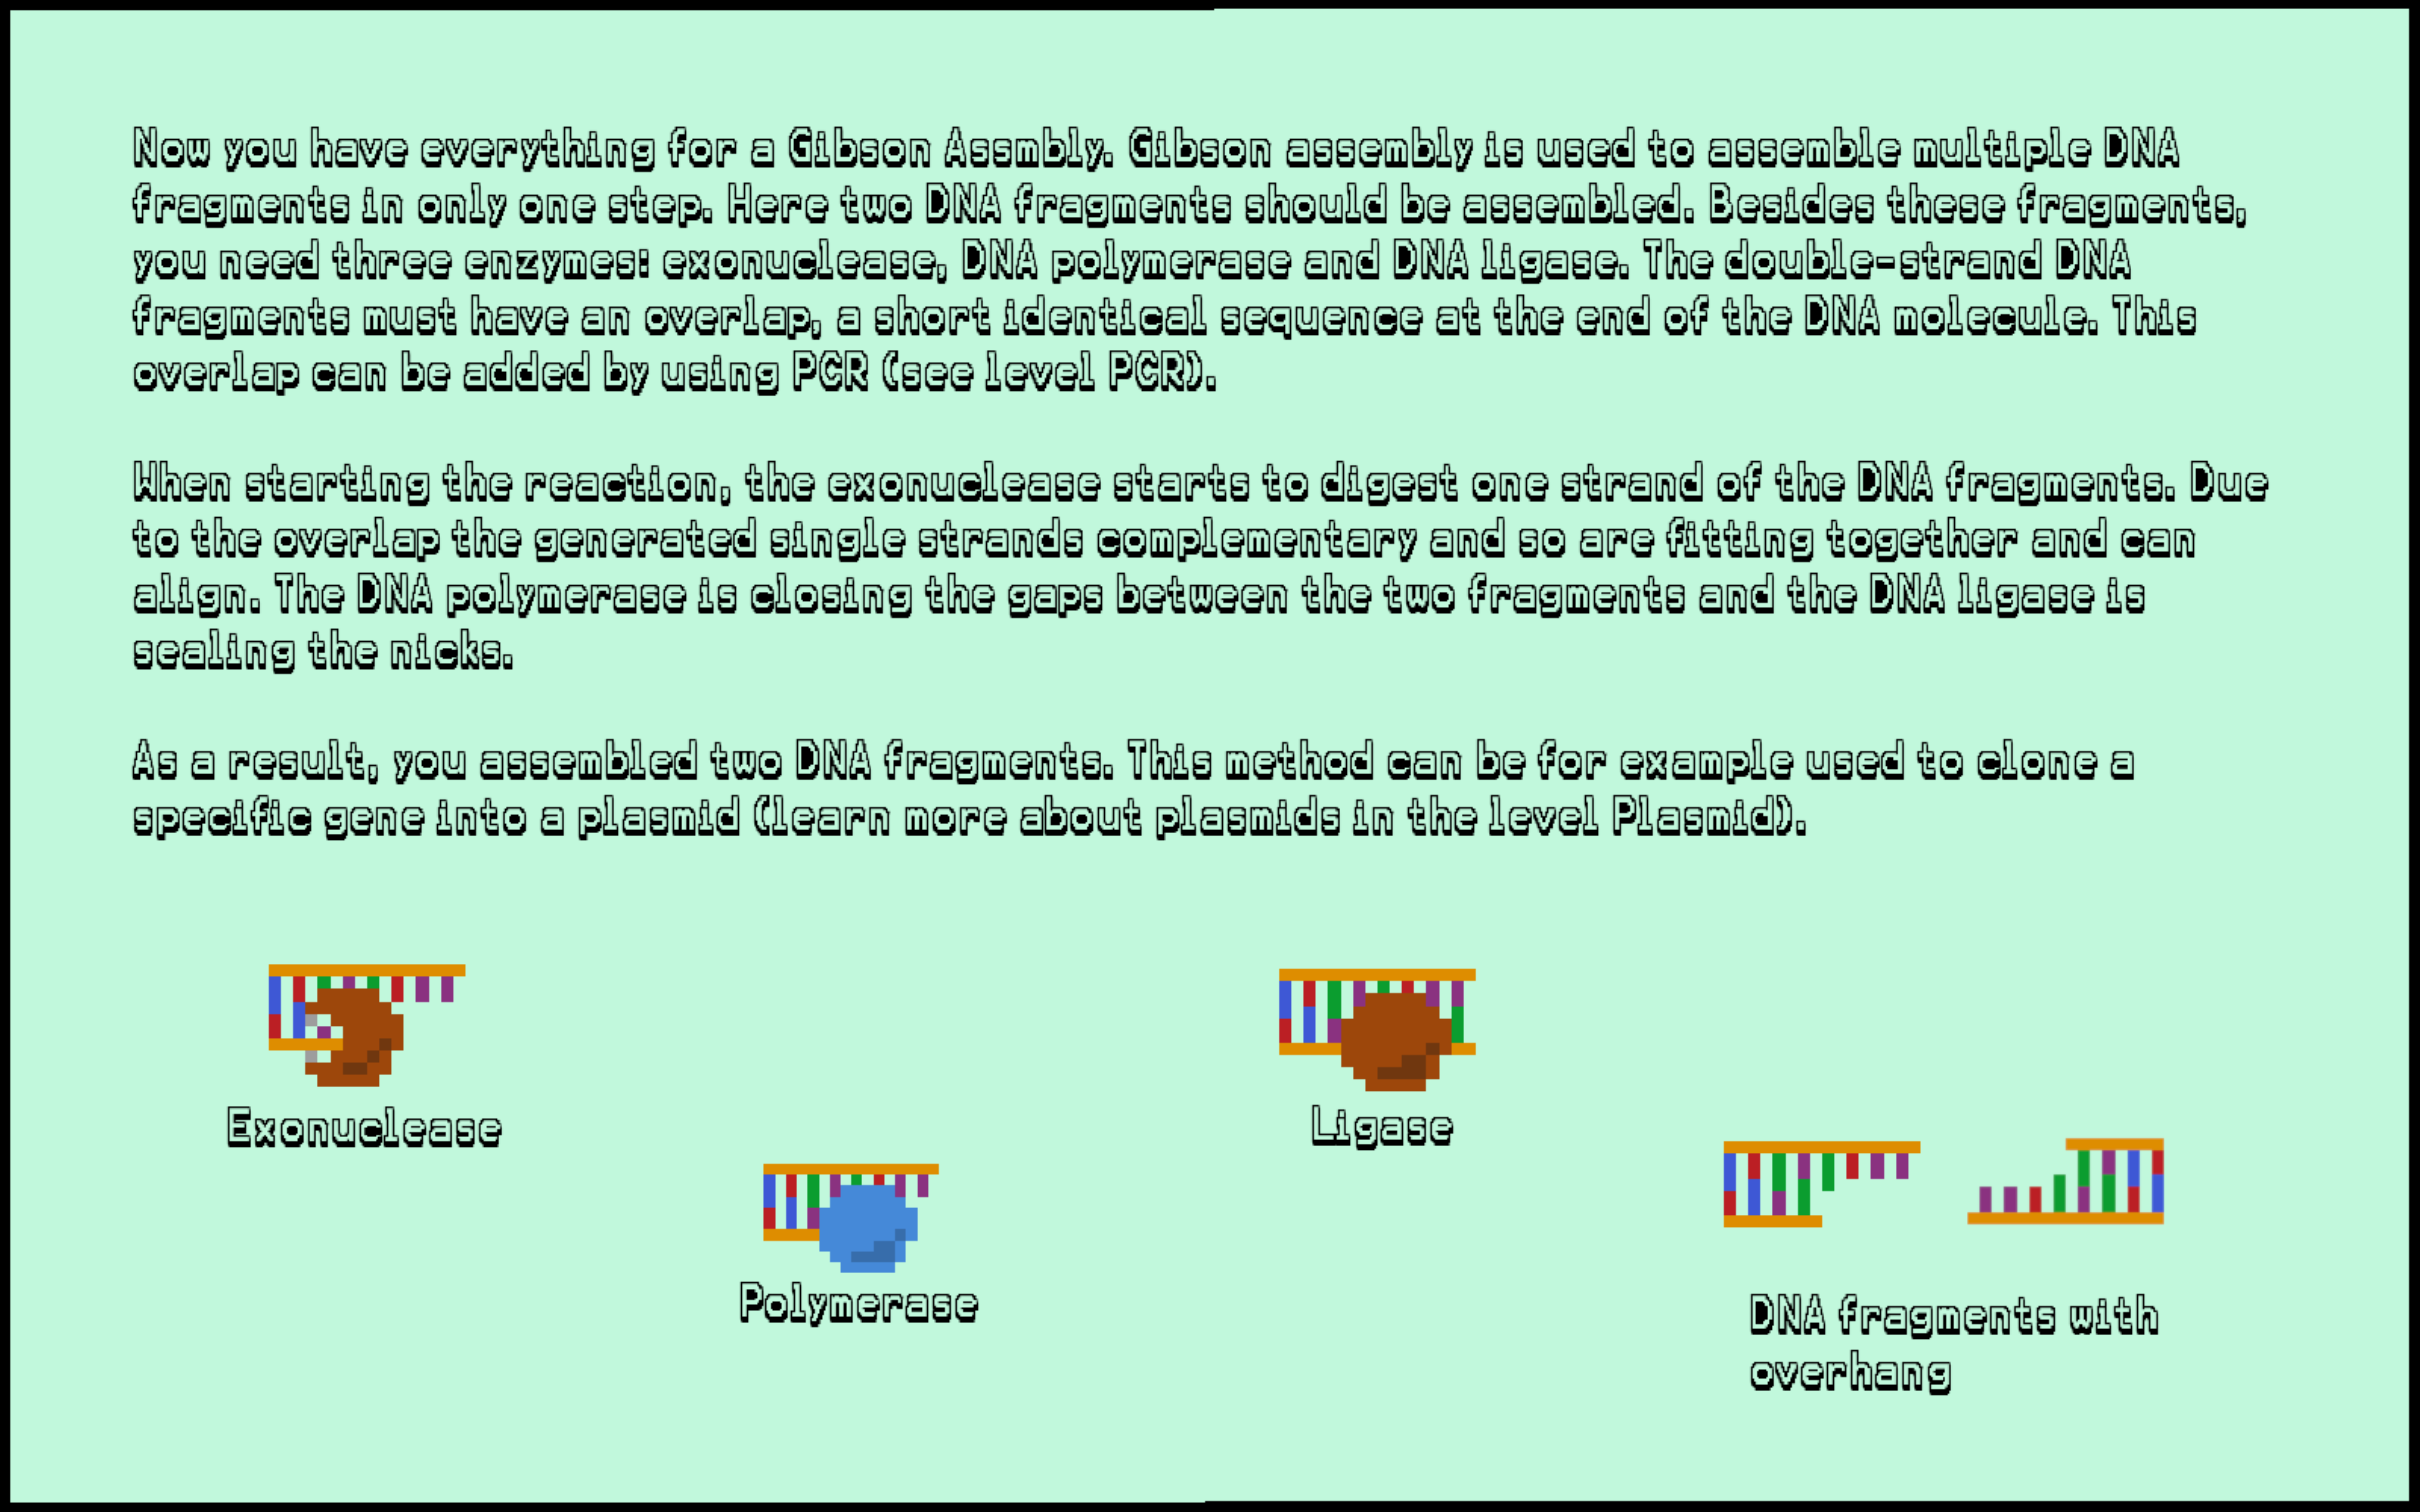 Now you have everything for a Gibson Assmbly. Gibson assembly is used to assemble multiple DNA
fragments in only one step. Here two DNA fragments should be assembled. Besides these fragments,
you need three enzymes: exonuclease, DNA polymerase and DNA ligase. The double-strand DNA
fragments must have an overlap, a short identical sequence at the end of the DNA molecule. This
overlap can be added by using PCR (see level PCR).
When starting the reaction, the exonuclease starts to digest one strand of the DNA fragments. Due
to the overlap the generated single strands complementary and so are fitting together and can
align. The DNA polymerase is closing the gaps between the two fragments and the DNA ligase is
sealing the nicks.
As a result, you assembled two DNA fragments. This method can be for example used to clone a
specific gene into a plasmid (learn more about plasmids in the level Plasmid).
Exonuclease
Polymerase
Ligase
DNA fragments with
overhang